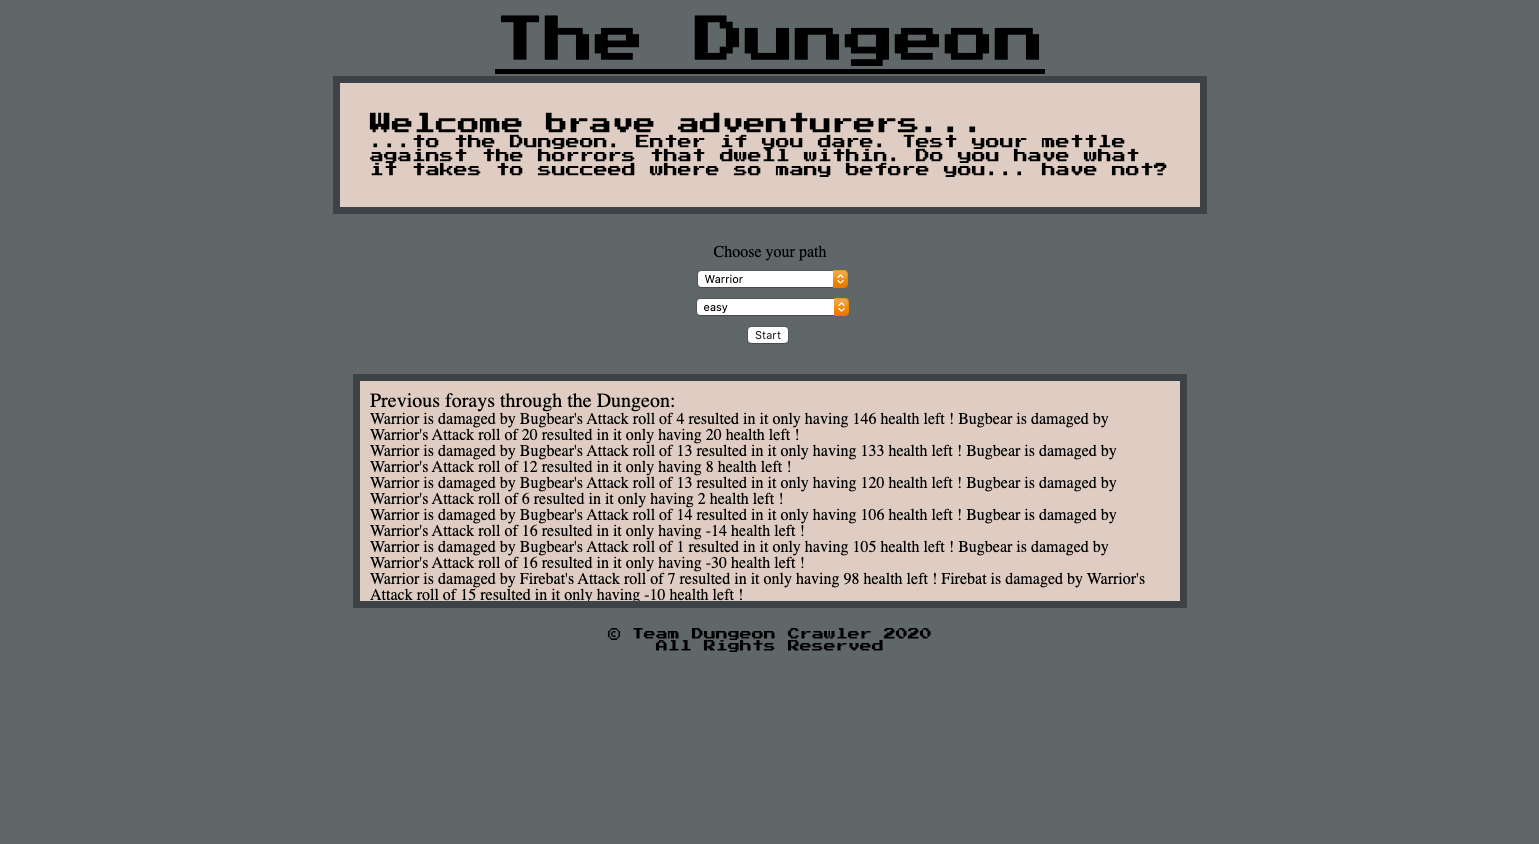 The Dungeon
Welcome brave adventurers...
...to the Dungeon. Enter if you dare. Test your mettle
against the horrors that dwell within. Do you have what
it takes to succeed where so many before you... have not?
Choose your path
Warrior
easy
Start
Previous forays through the Dungeon:
Warrior is damaged by Bugbear's Attack roll of 4 resulted in it only having 146 health left ! Bugbear is damaged by
Warrior's Attack roll of 20 resulted in it only having 20 health left !
Warrior is damaged by Bugbear's Attack roll of 13 resulted in it only having 133 health left ! Bugbear is damaged by
Warrior's Attack roll of 12 resulted in it only having 8 health left !
Warrior is damaged by Bugbear's Attack roll of 13 resulted in it only having 120 health left ! Bugbear is damaged by
Warrior's Attack roll of 6 resulted in it only having 2 health left !
Warrior is damaged by Bugbear's Attack roll of 14 resulted in it only having 106 health left ! Bugbear is damaged by
Warrior's Attack roll of 16 resulted in it only having -14 health left !
Warrior is damaged by Bugbear's Attack roll of 1 resulted in it only having 105 health left ! Bugbear is damaged by
Warrior's Attack roll of 16 resulted in it only having -30 health left !
Warrior is damaged by Firebat's Attack roll of 7 resulted in it only having 98 health left ! Firebat is damaged by Warrior's
Attack roll of 15 resulted in it only having -10 health left !
© Team Dungeon Crawler 2020
All Rights Reserved